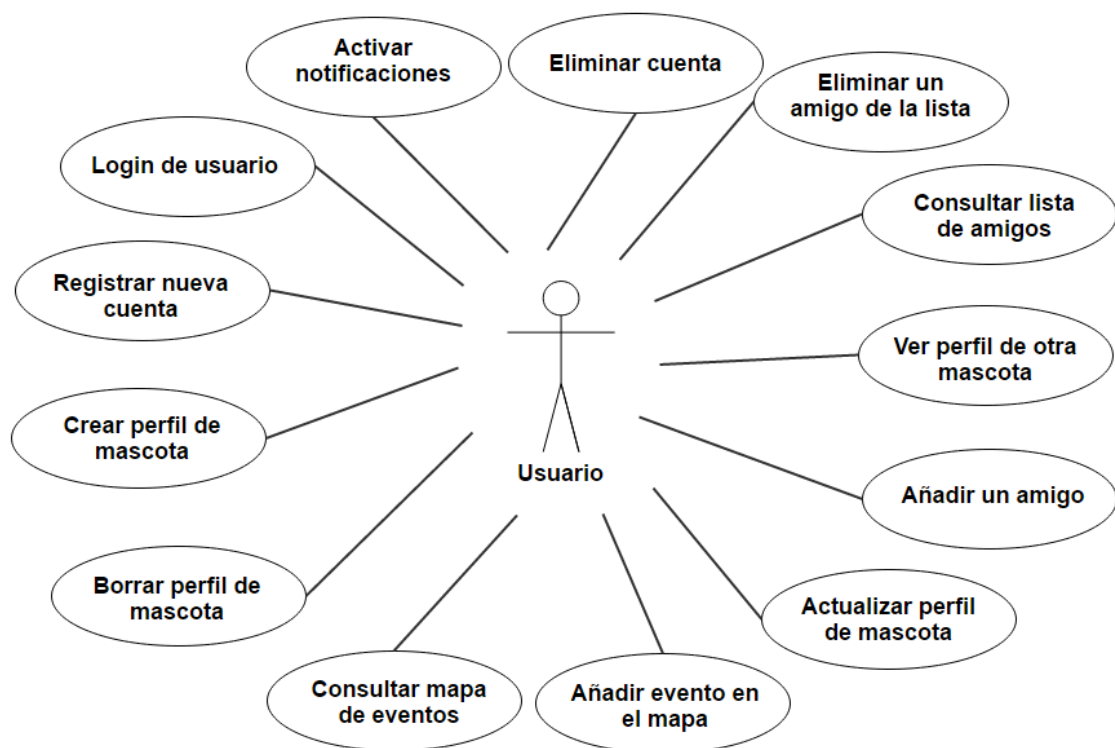 Activar
notificaciones
Eliminar cuenta
Eliminar un
amigo de la lista
Login de usuario
Consultar lista
de amigos
Registrar nueva
cuenta
Ver perfil de otra
mascota
Crear perfil de
mascota
Usuario
Añadir un amigo
Borrar perfil de
mascota
Actualizar perfil
de mascota
Consultar mapa
de eventos
Añadir evento en
el mapa